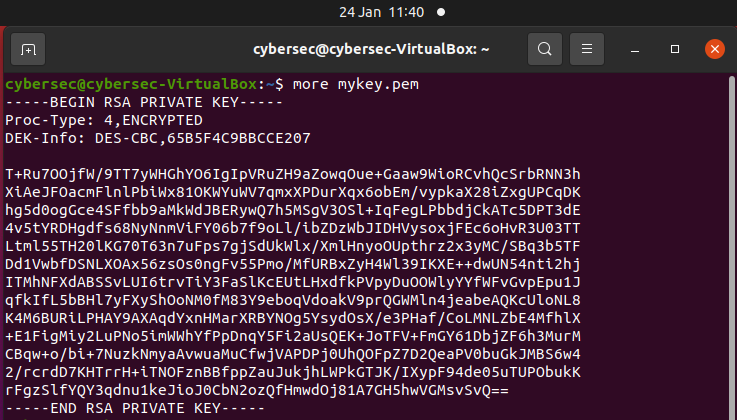 24 Jan 11:40
cybersec@cybersec-VirtualBox: ~
cybersec@cybersec-VirtualBox:~$ more mykey.pem
-----BEGIN RSA PRIVATE KEY-----
Proc-Type: 4,ENCRYPTED
DEK-Info: DES-CBC,65B5F4C9BBCCE207
T+Ru7OOjfW/9TT7yWHGhYO6IgIpVRuZH9aZowqOue+Gaaw9WioRCvhQcSrbRNN3h
XiAeJFOacmFlnlPbiWx81OKWYuWV7qmxXPDurXqx6obEm/vypkaX28iZxgUPCqDK
hg5d0ogGce4SFfbb9aMkWdJBERywQ7h5MSgV3OSl+IqFegLPbbdjCkATc5DPT3dE
4v5tYRDHgdfs68NyNnmViFY06b7f9oLl/ibZDzWbJIDHVysoxjFEc6oHvR3U03TT
Ltml55TH20lKG70T63n7uFps7gjSdUkWlx/XmlHnyoOUpthrz2x3yMC/SBq3b5TF
Dd1VwbfDSNLXOAx56zsOs0ngFv55Pmo/MfURBxZyH4Wl39IKXE++dwUN54nti2hj
ITMhNFXdABSSvLUI6trvTiY3FaSlKcEUtLHxdfkPVpyDuOOWlyYYfWFvGvpEpu1J
qfkIfL5bBHl7yFXyShOoNM0fM83Y9eboqVdoakV9prQGWMln4jeabeAQKcUloNL8
K4M6BURiLPHAY9AXAqdYxnHMarXRBYNOg5YsydOsX/e3PHaf/CoLMNLZbE4MfhlX
+E1FigMiy2LuPNo5imWWhYfPpDnqY5Fi2aUsQEK+JoTFV+FmGY61DbjZF6h3MurM
CBqw+o/bi+7NuzkNmyaAvwuaMuCfwjVAPDPj0UhQOFpZ7D2QeaPV0buGkJMBS6w4
2/rcrdD7KHTrrH+iTNOFznBBfppZauJukjhLWPkGTJK/IXypF94de05uTUPObukK
rFgzSlfYQY3qdnu1keJioJ0CbN2ozQfHmwdOj81A7GH5hwVGMsvSvQ==
-----END RSA PRIVATE KEY-----